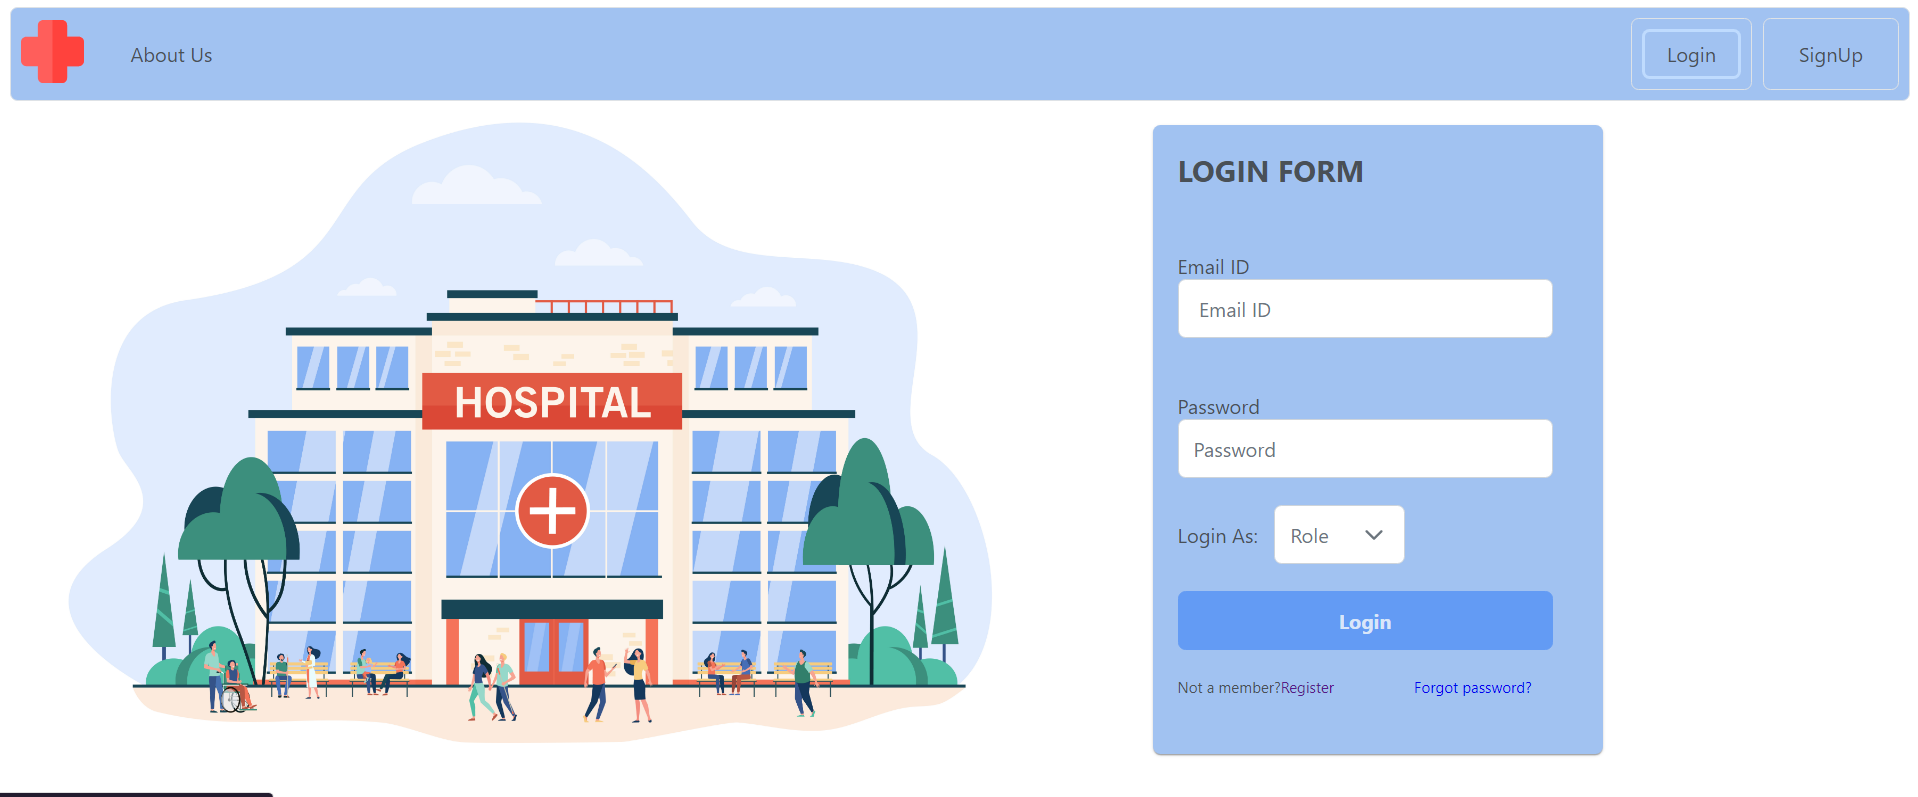 About Us
Login
SignUp
HOSPITAL
LOGIN FORM
Email ID
Email ID
Password
Password
Login As: Role
Login
Not a member?Register Forgot password?